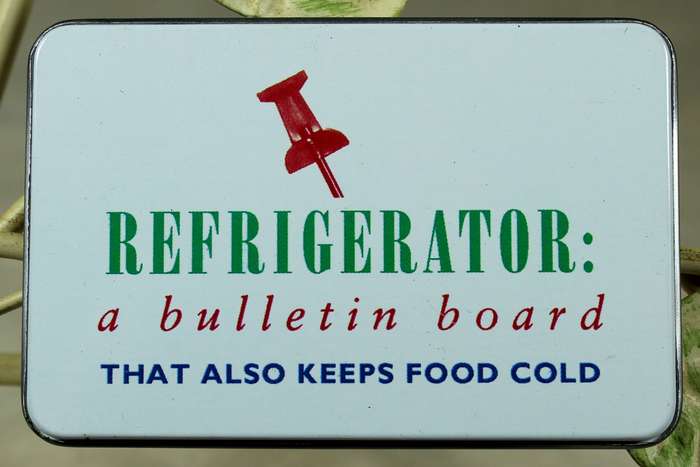 REFRIGERATOR:
a bulletin board
THAT ALSO KEEPS FOOD COLD